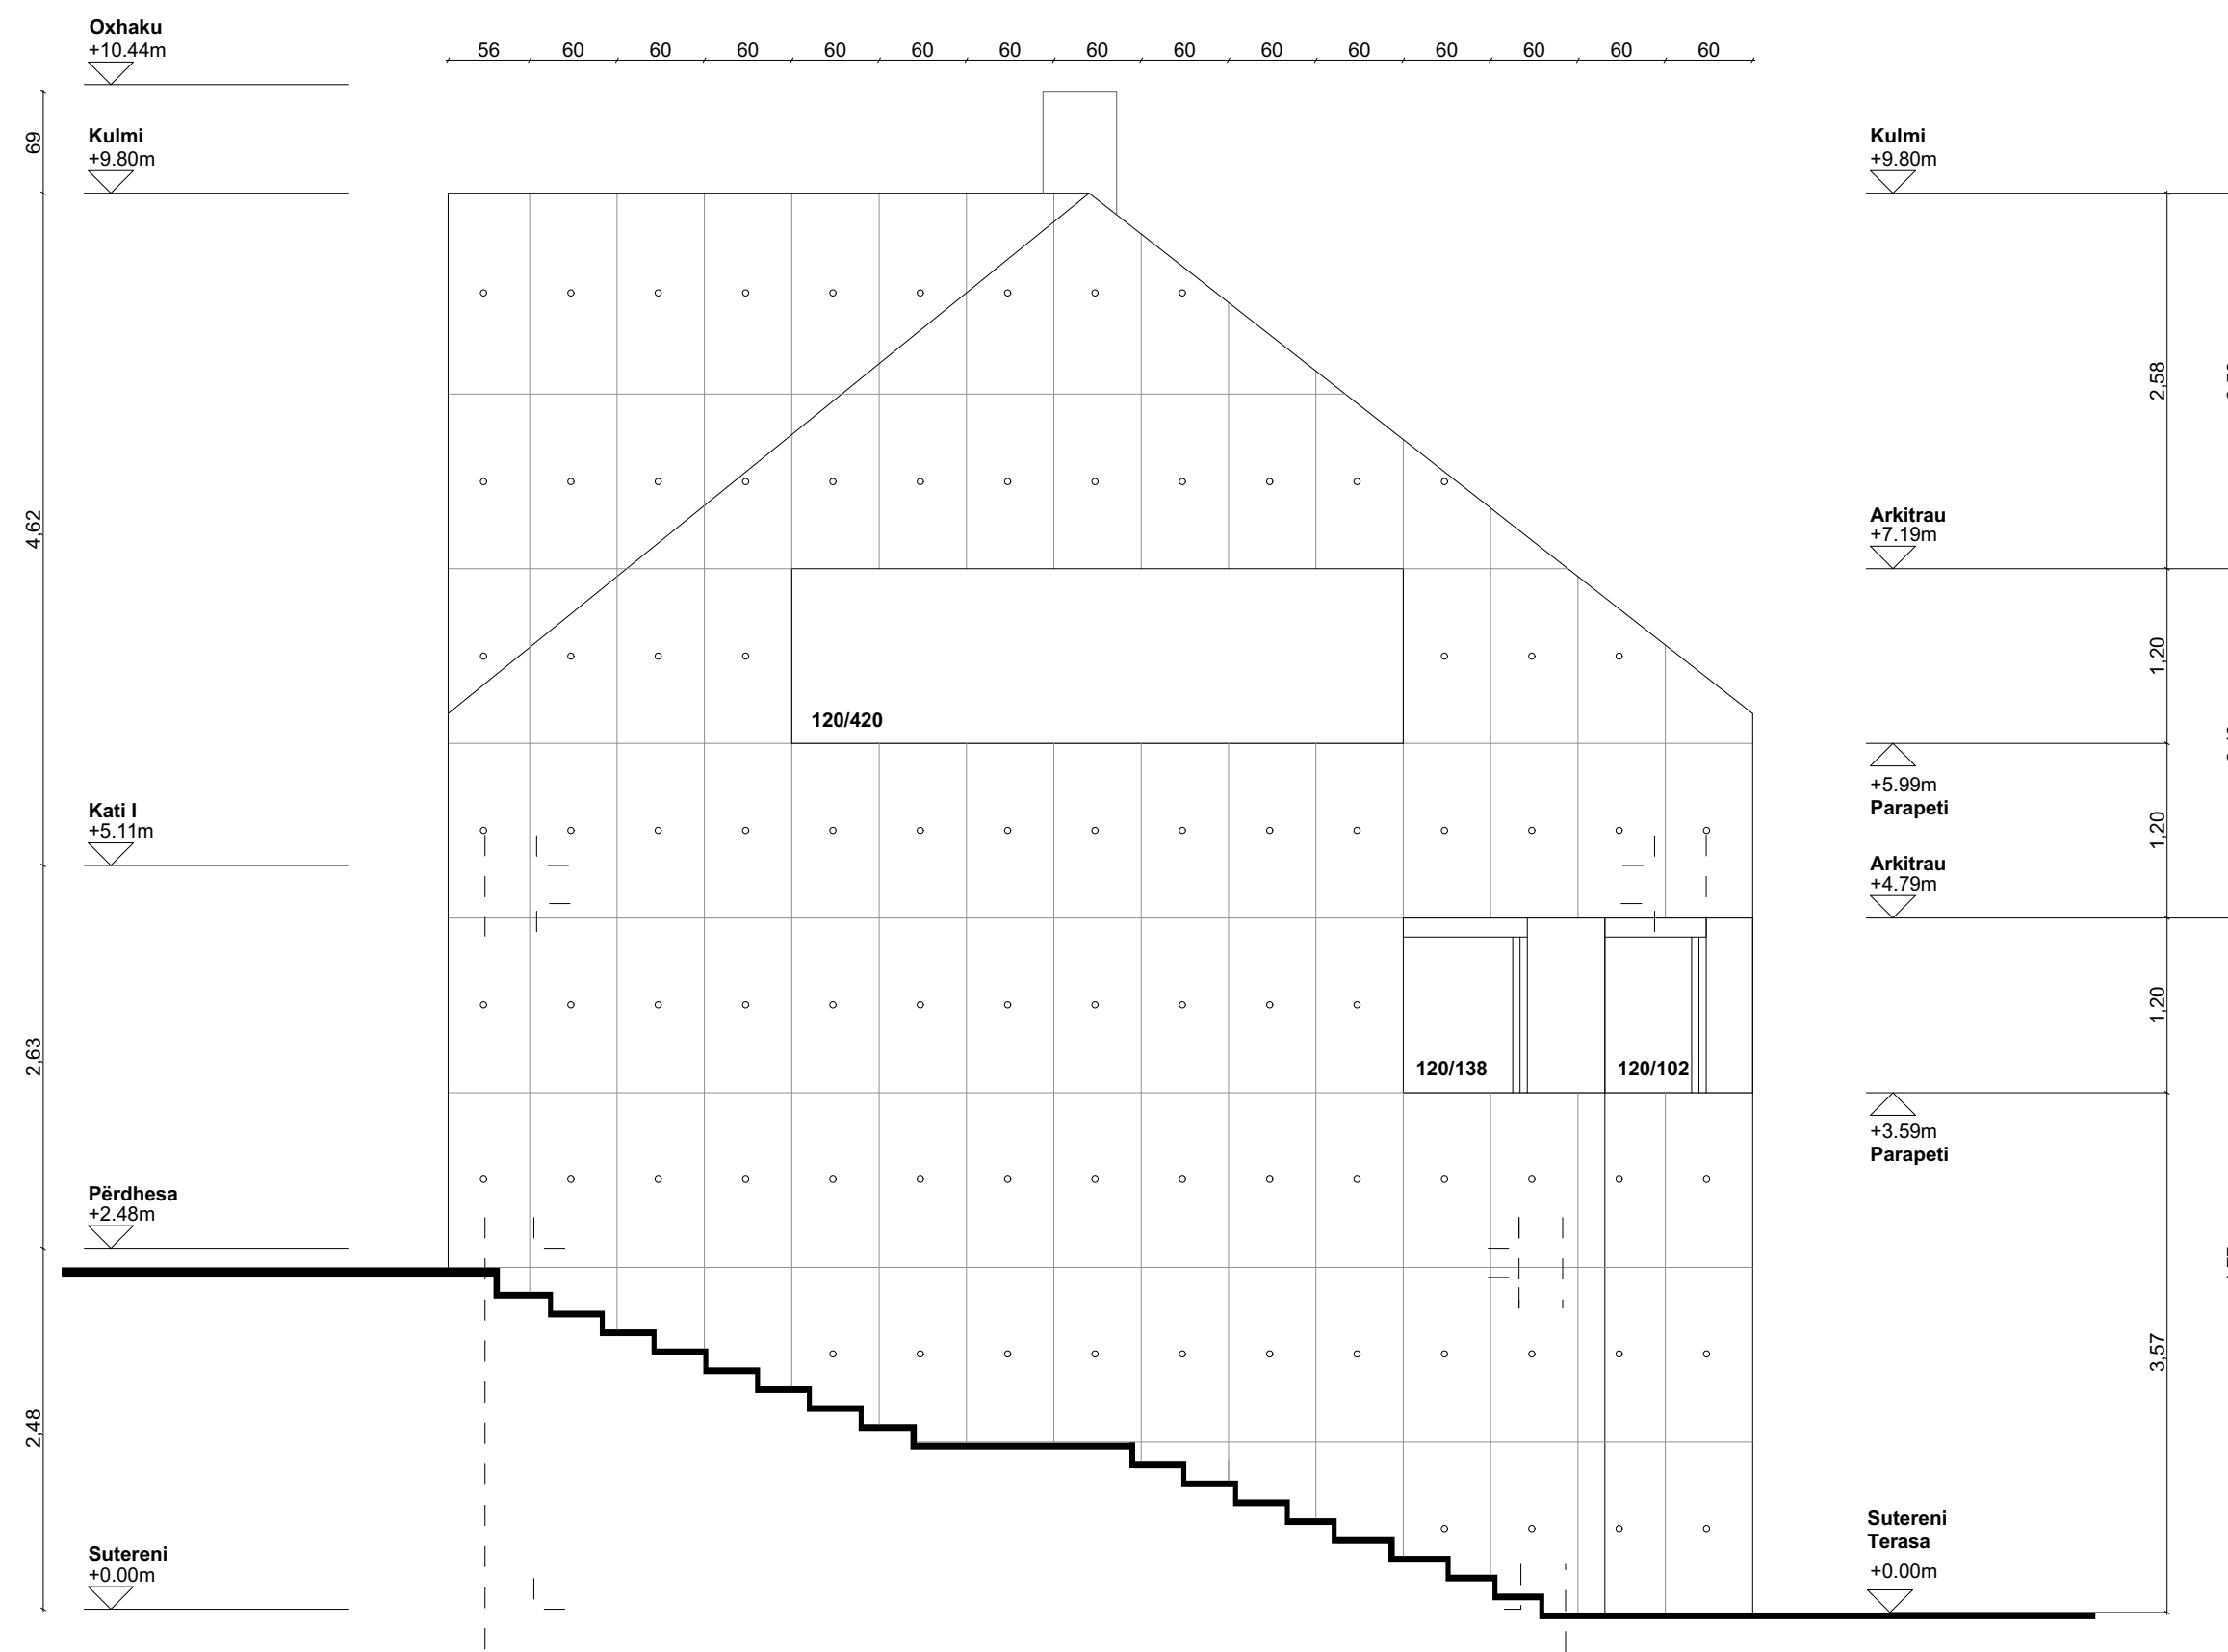 Oxhaku
+10.44m
56 60 60 60 60 60 60 60 60 60 60 60 60 60 60
69
Kulmi
+9.80m
Kulmi
+9.80m
2,58
4,62
Arkitrau
+7.19m
1,20
120/420
+5.99m
Parapeti
Kati I
+5.11m
1,20
Arkitrau
+4.79m
2,63
1,20
120/138
120/102
+3.59m
Parapeti
Përdhesa
+2.48m
3,57
2,48
Sutereni
+0.00m
Sutereni
Terasa
+0.00m